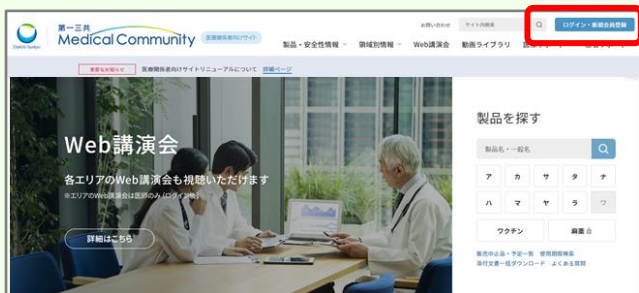 第一三共
Medical Community
医療関係者向けサイト
Daiichi-Sankyo
お問い合わせ
サイト内検索
ログイン・新規会員登録
製品・安全性情報
領域別情報
Web講演会
動画ライブラリ
重要なお知らせ
医療関係者向けサイトリニューアルについて 詳細ページ
Web講演会
各エリアのWeb講演会も視聴いただけます
※エリアのWeb講演会は医師のみ(ログイン後)
詳細はこちら
製品を探す
製品名・一般名
ア カ サ タ ナ
ハ マ ヤ ラ ワ
ワクチン
麻薬
販売中止品・予定一覧 使用期限検索
添付文書一括ダウンロード よくある質問